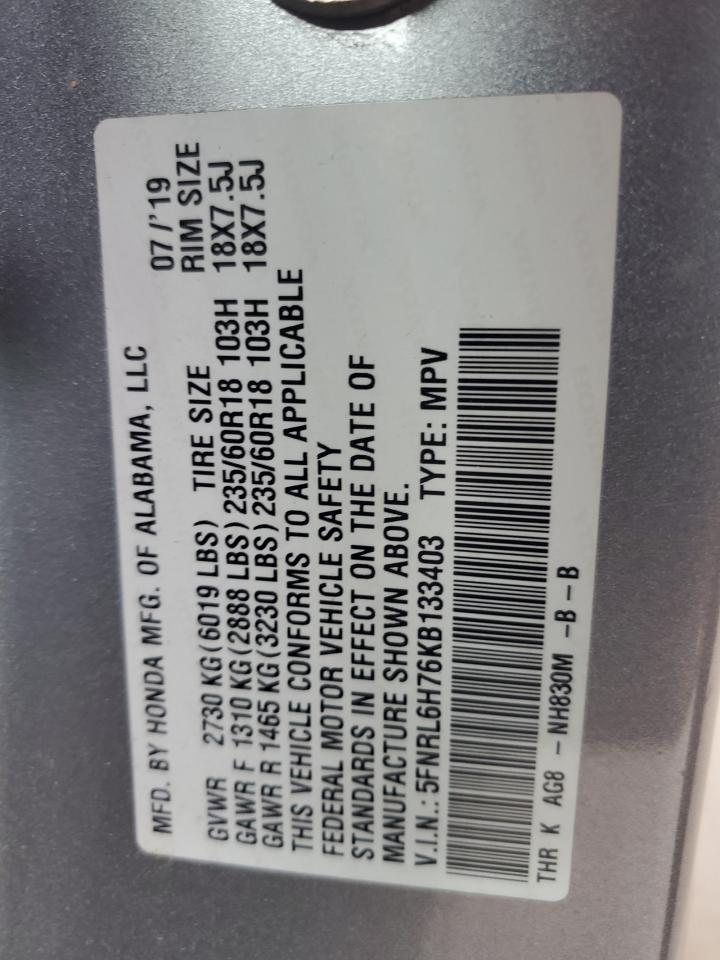 MFD. BY HONDA MFG. OF ALABAMA, LLC 07/'19
GVWR 2730 KG(6019 LBS) TIRE SIZE RIM SIZE
GAWR F 1310 KG(2888 LBS)235/60R18 103H 18X7.5J
GAWR R 1465 KG(3230 LBS)235/60R18 103H 18X7.5J
THIS VEHICLE CONFORMS TO ALL APPLICABLE
FEDERAL MOTOR VEHICLE SAFETY
STANDARDS IN EFFECT ON THE DATE OF
MANUFACTURE SHOWN ABOVE.
V.I.N.: 5FNRL6H76KB133403 TYPE: MPV
THR K AG8 - NH830M -B-B